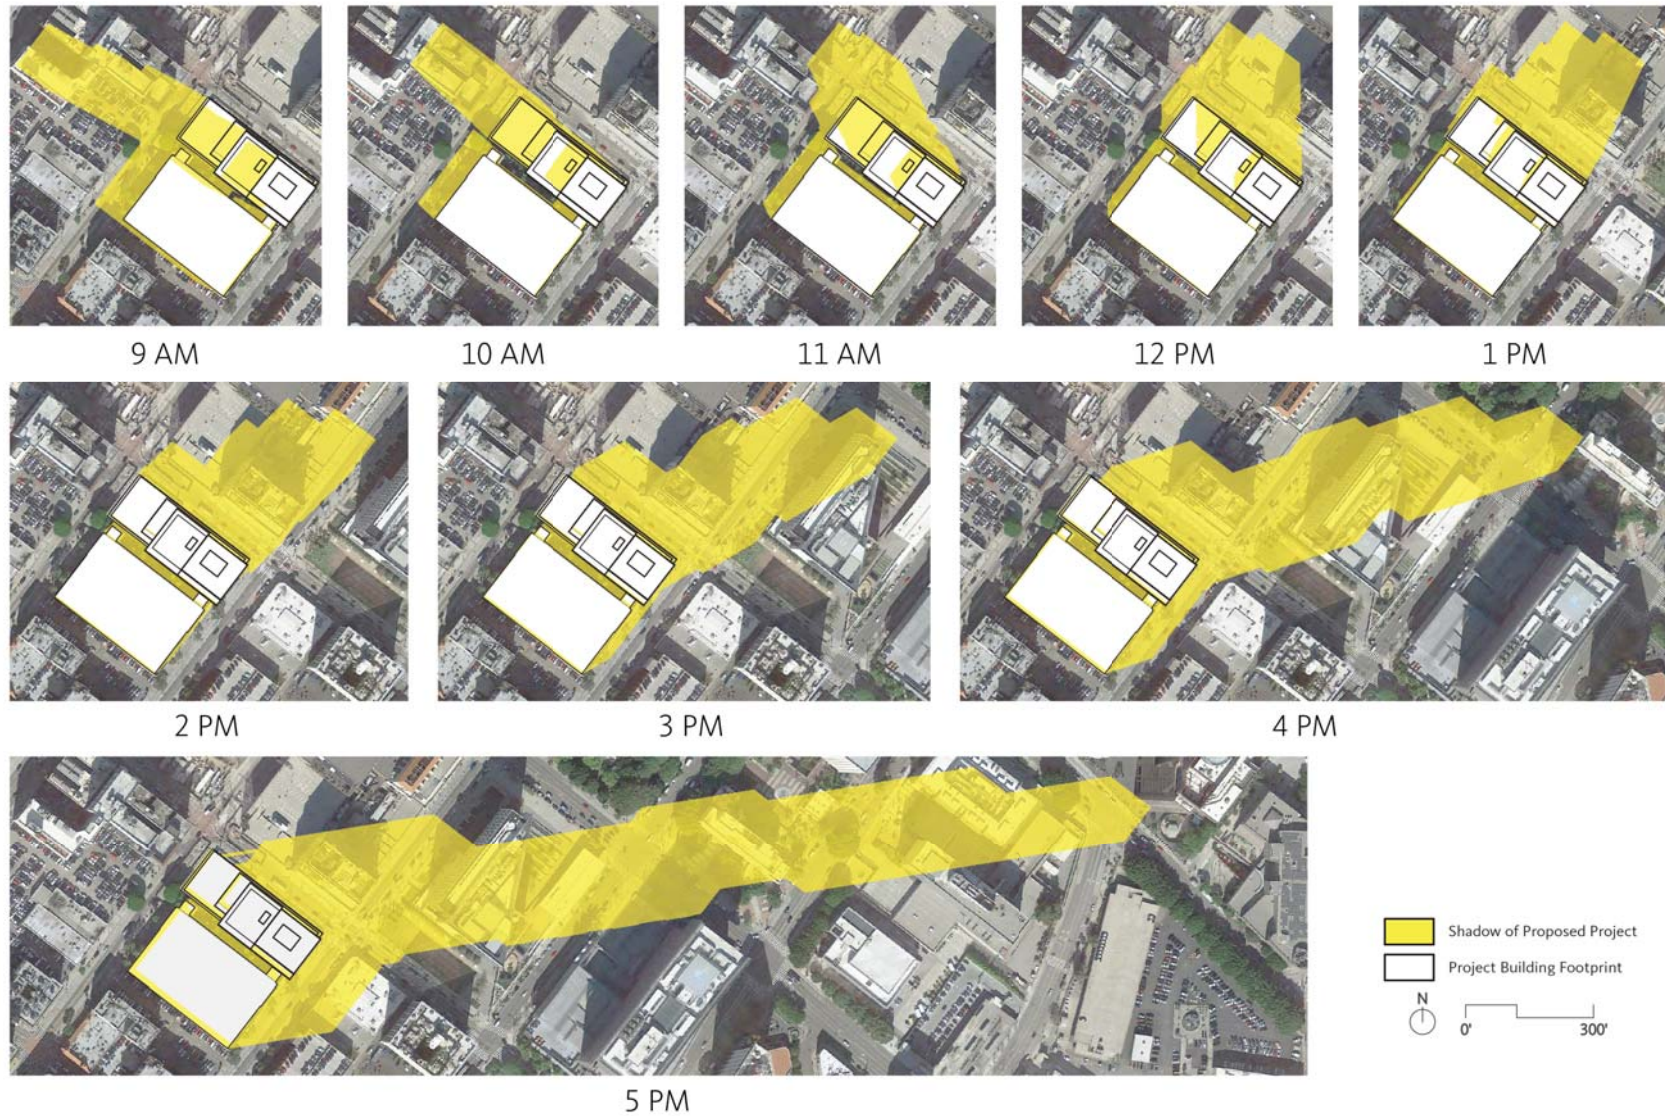 9 AM
10 AM
11 AM
12 PM
1 PM
2 PM
3 PM
4 PM
5 PM
Shadow of Proposed Project
Project Building Footprint
N
0'
300'